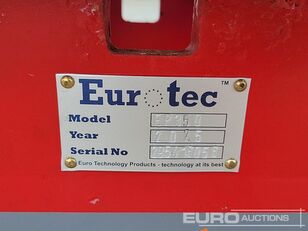 Eurotec ™
Model
Year
Serial No
Euro Technology Products - technology at its best
EURO
AUCTIONS